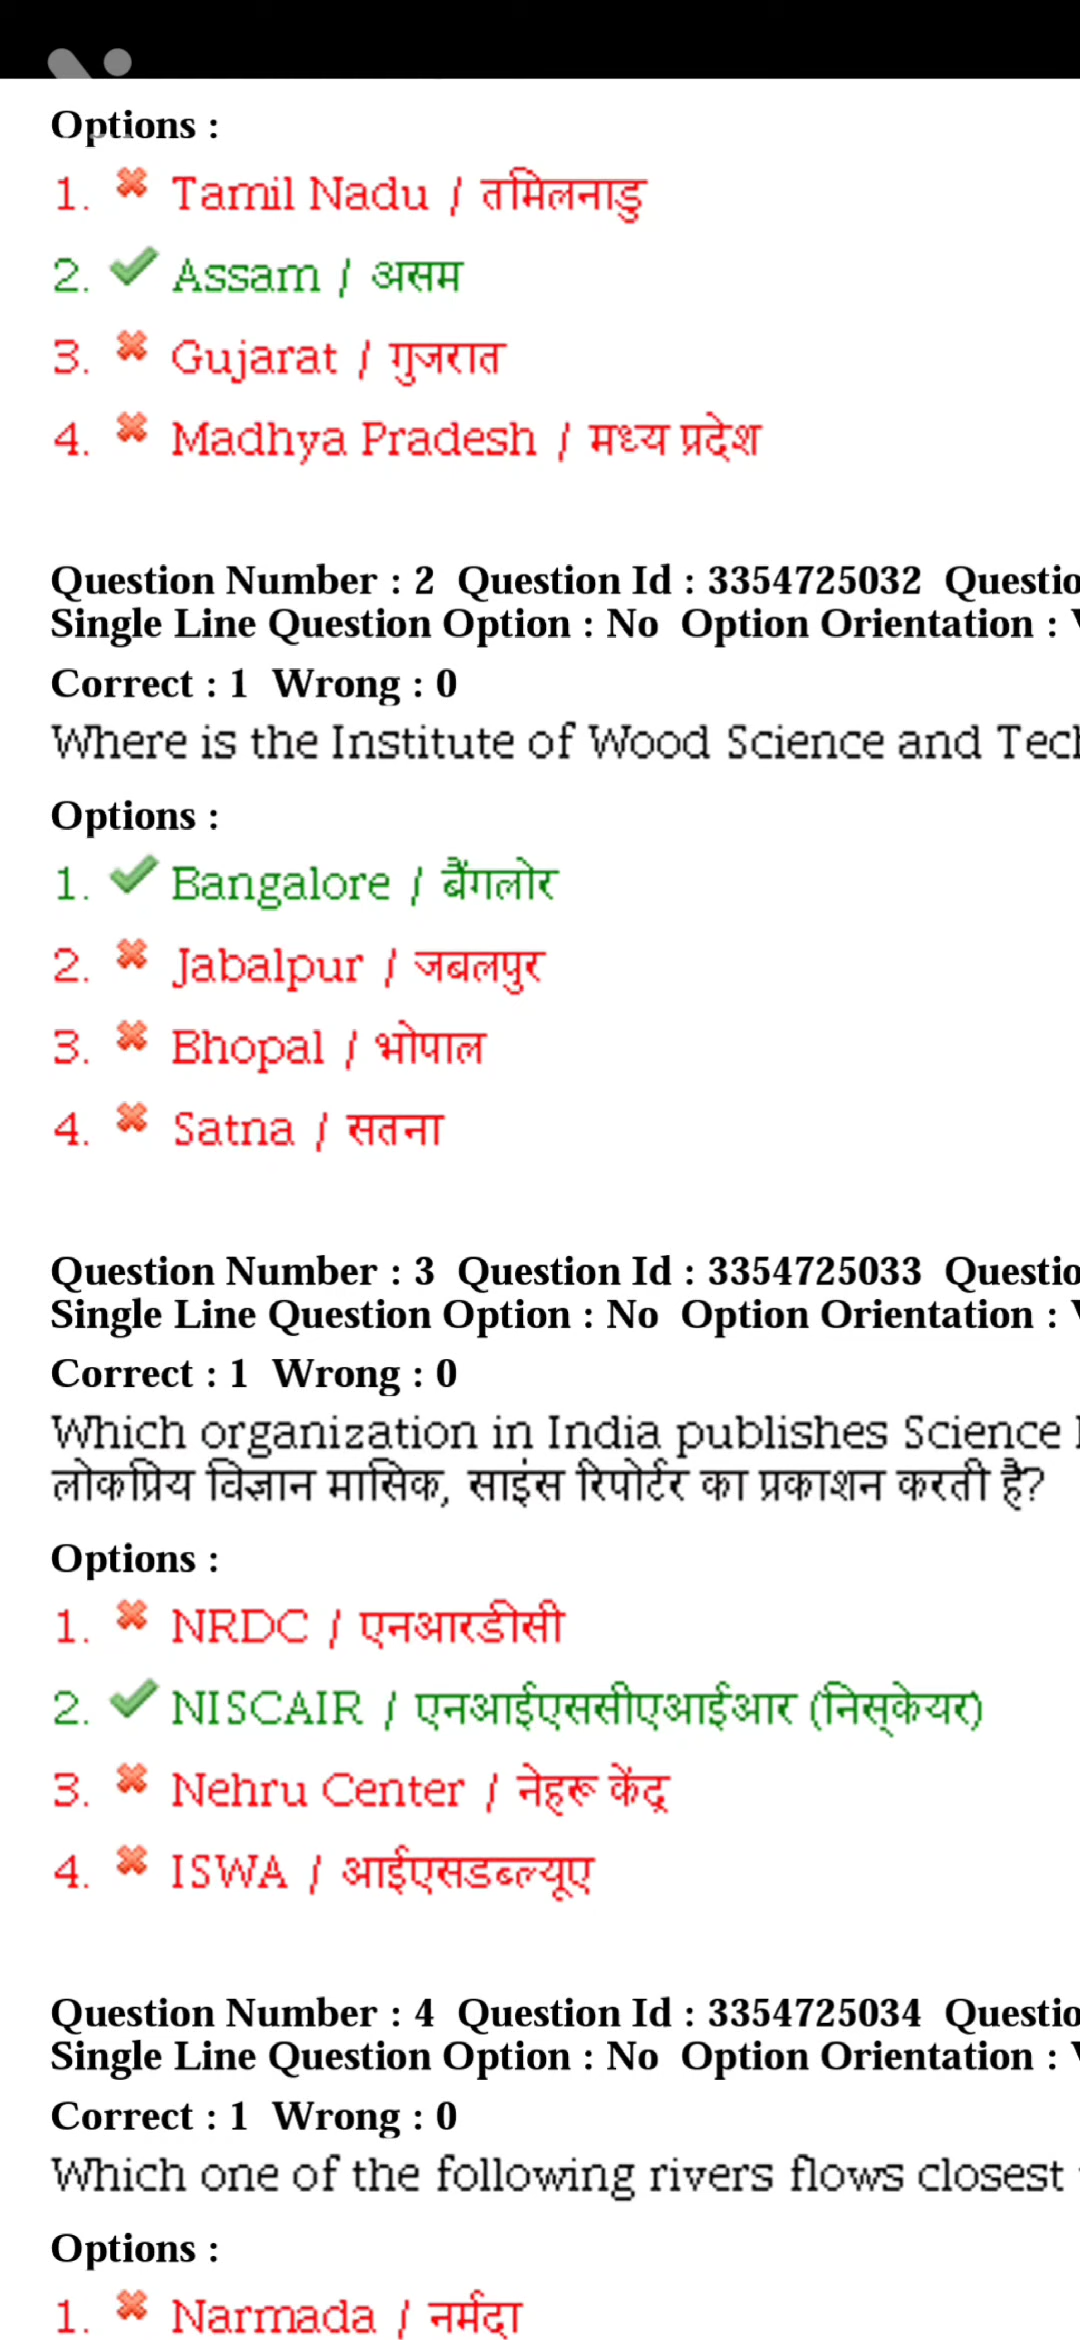 Options :
1. Tamil Nadu / तमिलनाडु
2. Assam / असम
3. Gujarat / गुजरात
4. Madhya Pradesh / मध्य प्रदेश
Question Number : 2 Question Id : 3354725032
Single Line Question Option : No Option Orientation :
Correct : 1 Wrong : 0
Where is the Institute of Wood Science and
Options :
1. Bangalore / बैंगलोर
2. Jabalpur / जबलपुर
3. Bhopal / भोपाल
4. Satna / सतना
Question Number : 3 Question Id : 3354725033
Single Line Question Option : No Option Orientation :
Correct : 1 Wrong : 0
Which organization in India publishes Science
लोकप्रिय विज्ञान मासिक, साइंस रिपोर्टर का प्रकाशन करती है?
Options :
1. NRDC / एनआरडीसी
2. NISCAIR / एनआईएससीएआईआर (निस्केयर)
3. Nehru Center / नेहरू केंद्र
4. ISWA / आईएसडब्ल्यूए
Question Number : 4 Question Id : 3354725034
Single Line Question Option : No Option Orientation :
Correct : 1 Wrong : 0
Which one of the following rivers flows closest
Options :
1. Narmada / नर्मदा